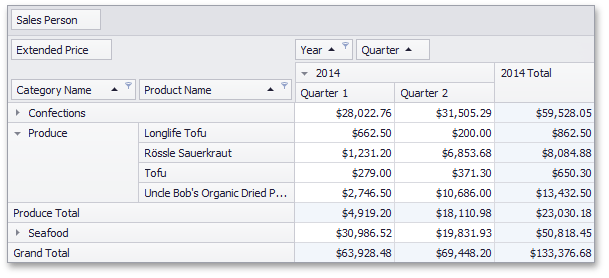 Sales Person
Extended Price Year Quarter
2014 2014 Total
Category Name Product Name Quarter 1 Quarter 2
Confections $28,022.76 $31,505.29 $59,528.05
Produce Longlife Tofu $662.50 $200.00 $862.50
Rössle Sauerkraut $1,231.20 $6,853.68 $8,084.88
Tofu $279.00 $371.30 $650.30
Uncle Bob's Organic Dried P... $2,746.50 $10,686.00 $13,432.50
Produce Total $4,919.20 $18,110.98 $23,030.18
Seafood $30,986.52 $19,831.93 $50,818.45
Grand Total $63,928.48 $69,448.20 $133,376.68